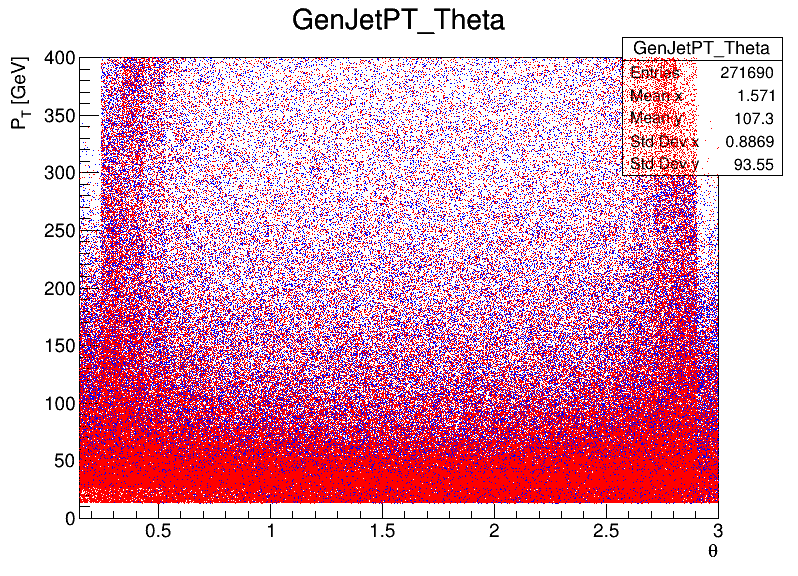 GenJetPT_Theta
GenJetPT_Theta
Entries 271690
Mean x 1.571
Mean y 107.3
Std Dev x 0.8869
Std Dev y 93.55
P_T [GeV]
400
350
300
250
200
150
100
50
0
0.5 1 1.5 2 2.5 3
θ